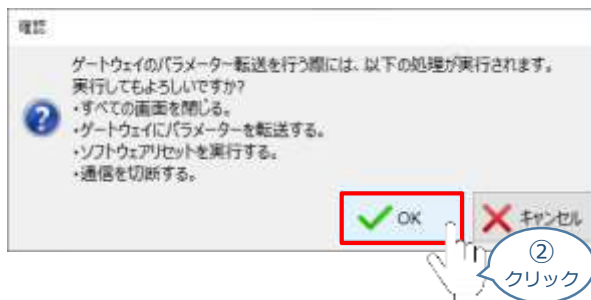 確認
ゲートウェイのパラメーター転送を行う際には、以下の処理が実行されます。
実行してもよろしいですか?
・すべての画面を閉じる。
・ゲートウェイにパラメーターを転送する。
・ソフトウェアリセットを実行する。
・通信を切断する。
OK
キャンセル
②
クリック